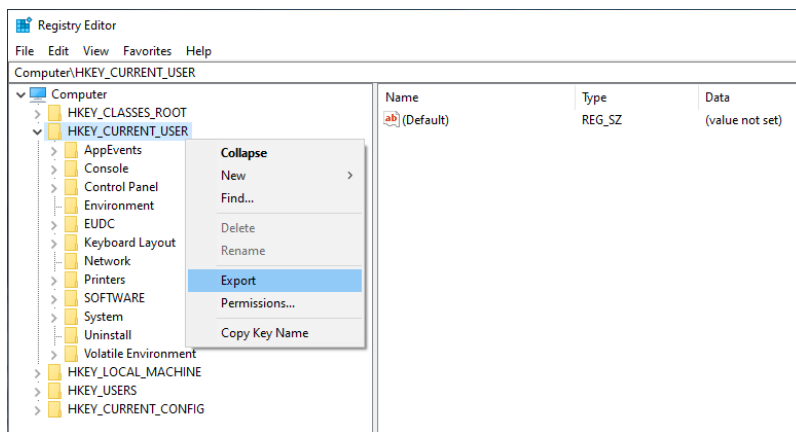 Registry Editor
File Edit View Favorites Help
Computer\HKEY_CURRENT_USER
Computer
HKEY_CLASSES_ROOT
HKEY_CURRENT_USER
AppEvents
Console
Control Panel
Environment
EUDC
Keyboard Layout
Network
Printers
SOFTWARE
System
Uninstall
Volatile Environment
HKEY_LOCAL_MACHINE
HKEY_USERS
HKEY_CURRENT_CONFIG
Collapse
New
Find...
Delete
Rename
Export
Permissions...
Copy Key Name
Name Type Data
ab (Default) REG_SZ (value not set)